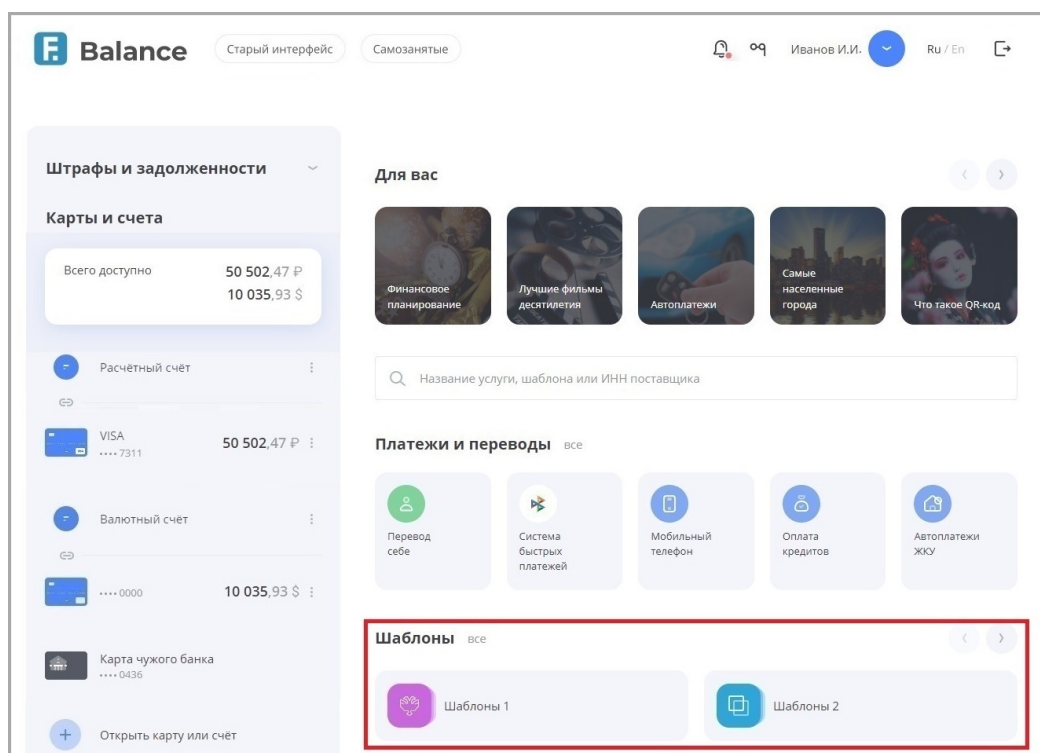 F. Balance
Старый интерфейс
Самозанятые
Иванов И.И.
Ru / En
Штрафы и задолженности
Карты и счета
Всего доступно
50 502,47 ₽
10 035,93 $
Расчётный счёт
VISA
•••• 7311
50 502,47 ₽
Валютный счёт
•••• 0000
10 035,93 $
Карта чужого банка
•••• 0436
Открыть карту или счёт
Для вас
Финансовое
планирование
Лучшие фильмы
десятилетия
Автоплатежи
Самые
населенные
города
Что такое QR-код
Название услуги, шаблона или ИНН поставщика
Платежи и переводы все
Перевод
себе
Система
быстрых
платежей
Мобильный
телефон
Оплата
кредитов
Автоплатежи
ЖКУ
Шаблоны все
Шаблоны 1
Шаблоны 2